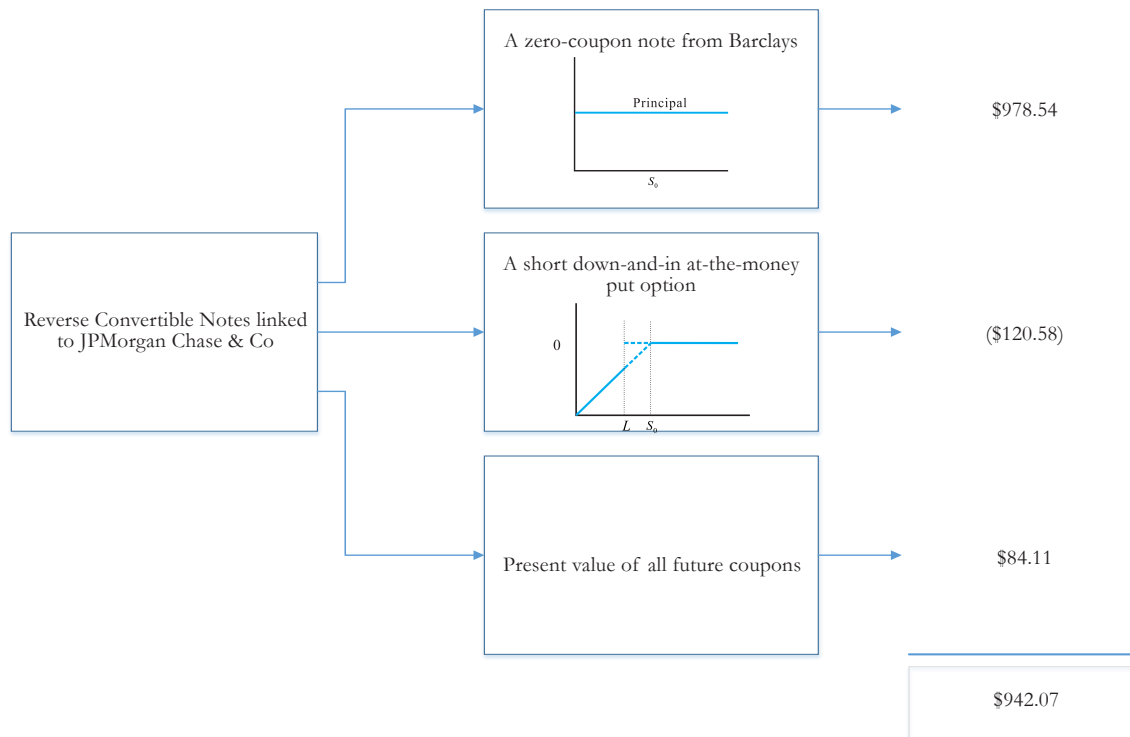 A zero-coupon note from Barclays
Principal
S₀
$978.54
Reverse Convertible Notes linked
to JPMorgan Chase & Co
A short down-and-in at-the-money
put option
0
L S₀
($120.58)
Present value of all future coupons
$84.11
$942.07